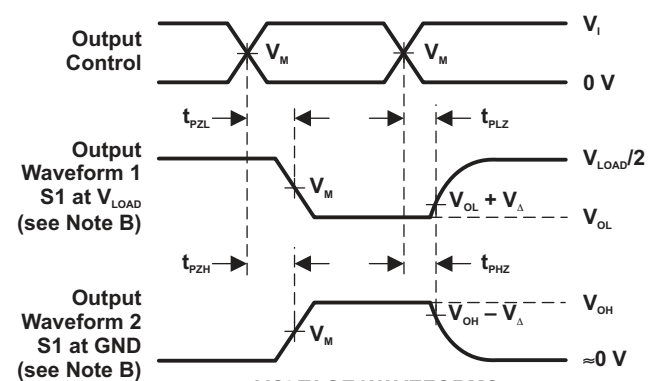 Output
Control
V_M
V_M
V_I
0 V
t_PZL
t_PLZ
Output
Waveform 1
S1 at V_LOAD
(see Note B)
V_M
V_OL + V_Δ
V_LOAD/2
V_OL
t_PZH
t_PHZ
Output
Waveform 2
S1 at GND
(see Note B)
V_M
V_OH – V_Δ
V_OH
≈0 V